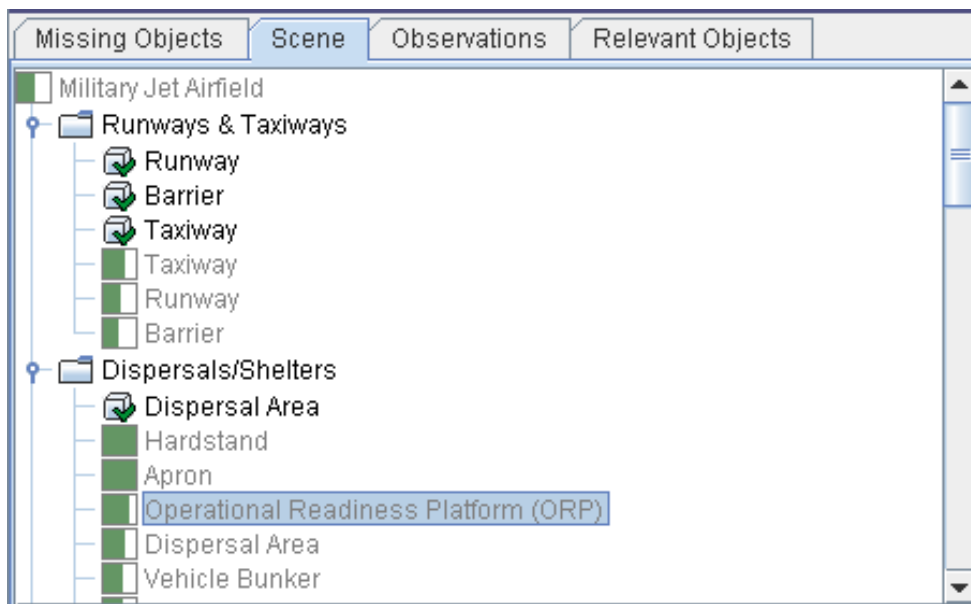 Missing Objects Scene Observations Relevant Objects
Military Jet Airfield
Runways & Taxiways
Runway
Barrier
Taxiway
Taxiway
Runway
Barrier
Dispersals/Shelters
Dispersal Area
Hardstand
Apron
Operational Readiness Platform (ORP)
Dispersal Area
Vehicle Bunker